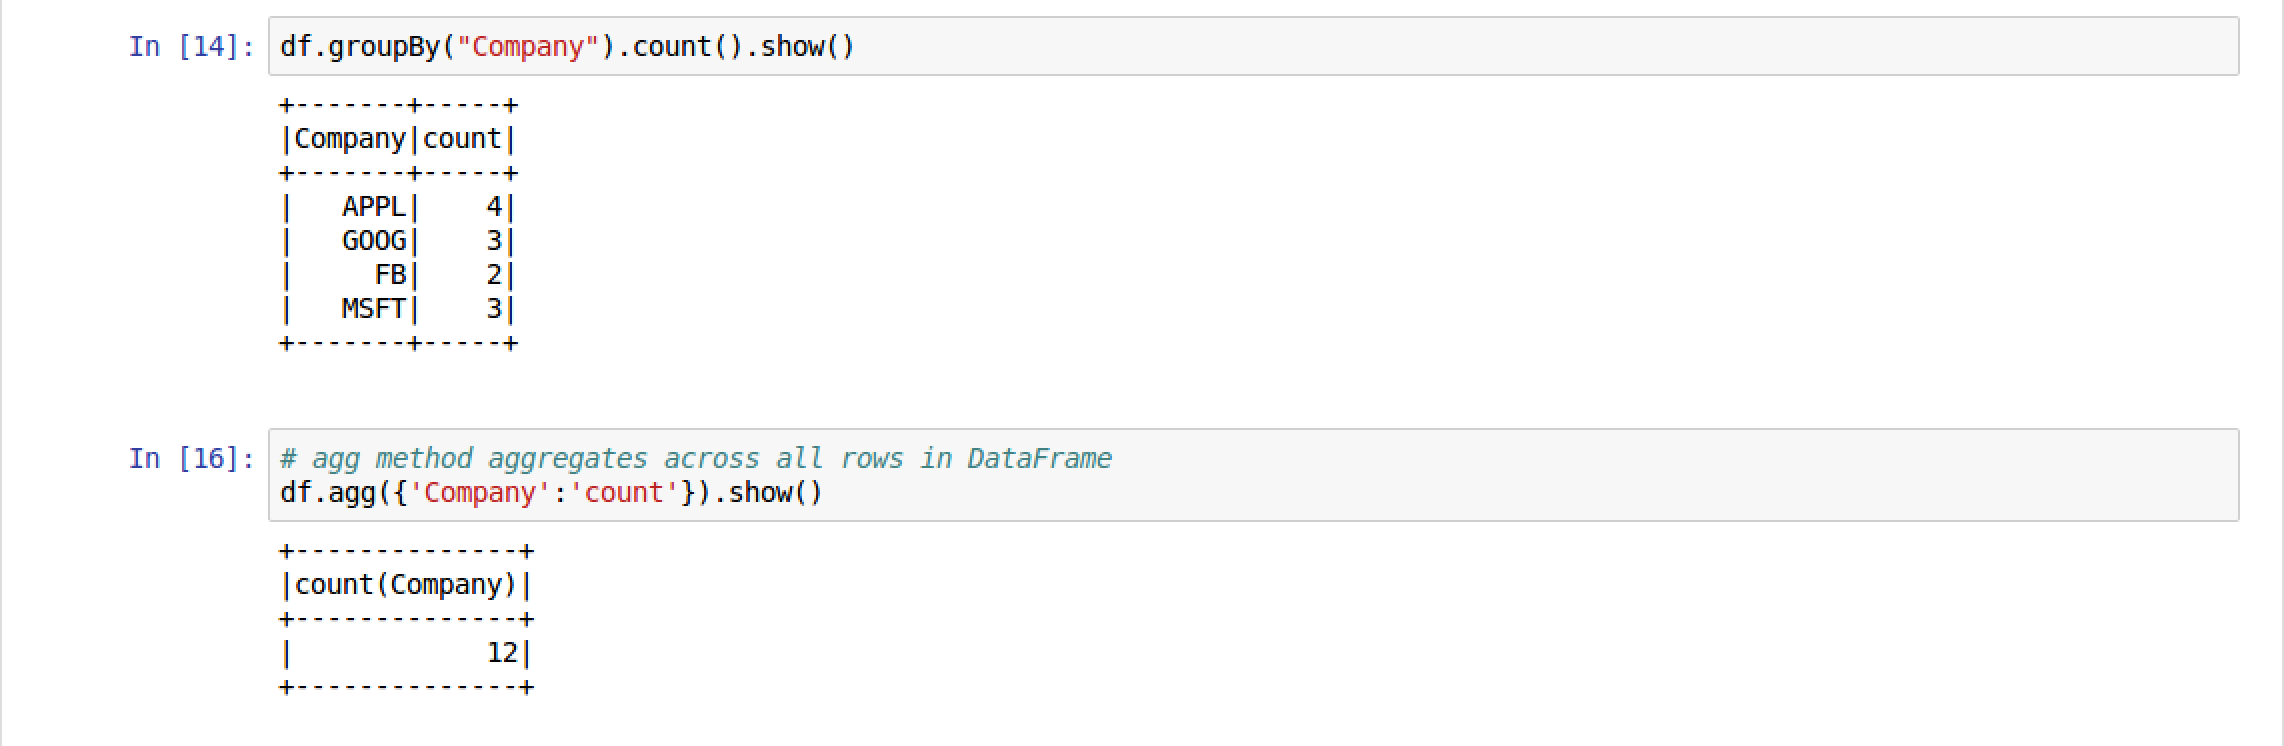 In [14]: df.groupBy("Company").count().show()
+-------+-----+
|Company|count|
+-------+-----+
|   APPL|    4|
|   GOOG|    3|
|     FB|    2|
|   MSFT|    3|
+-------+-----+
In [16]: # agg method aggregates across all rows in DataFrame
df.agg({'Company':'count'}).show()
+--------------+
|count(Company)|
+--------------+
|            12|
+--------------+